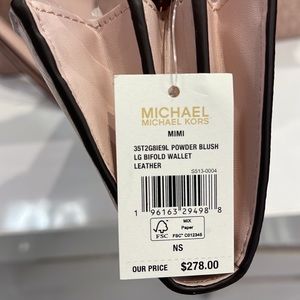 MICHAEL
MICHAEL KORS
MIMI
35T2G8IE9L POWDER BLUSH
LG BIFOLD WALLET
LEATHER
S513-0004
1 96163 29498 8
FSC
MIX
Paper
FSC® C012345
NS
OUR PRICE $278.00